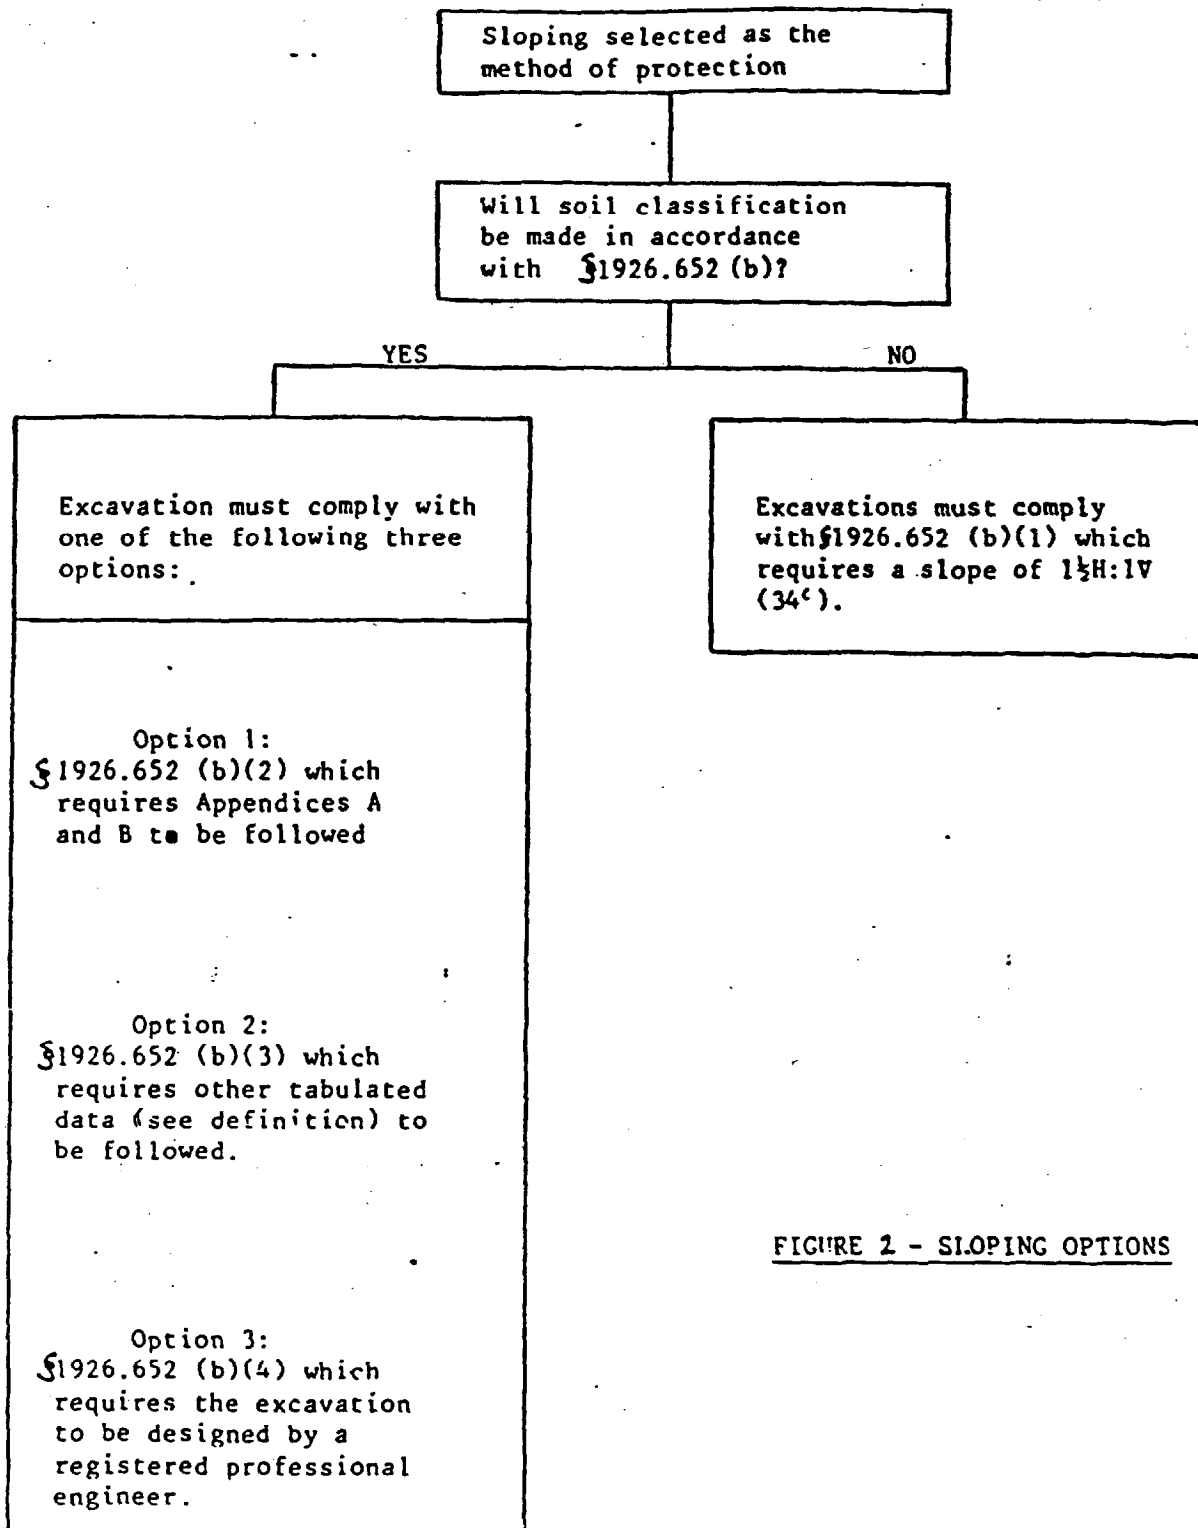 Sloping selected as the
method of protection
Will soil classification
be made in accordance
with §1926.652 (b)?
YES
NO
Excavation must comply with
one of the following three
options:
Excavations must comply
with §1926.652 (b)(1) which
requires a slope of 1½H:1V
(34°).
Option 1:
§1926.652 (b)(2) which
requires Appendices A
and B to be followed
Option 2:
§1926.652 (b)(3) which
requires other tabulated
data (see definition) to
be followed.
FIGURE 2 - SLOPING OPTIONS
Option 3:
§1926.652 (b)(4) which
requires the excavation
to be designed by a
registered professional
engineer.